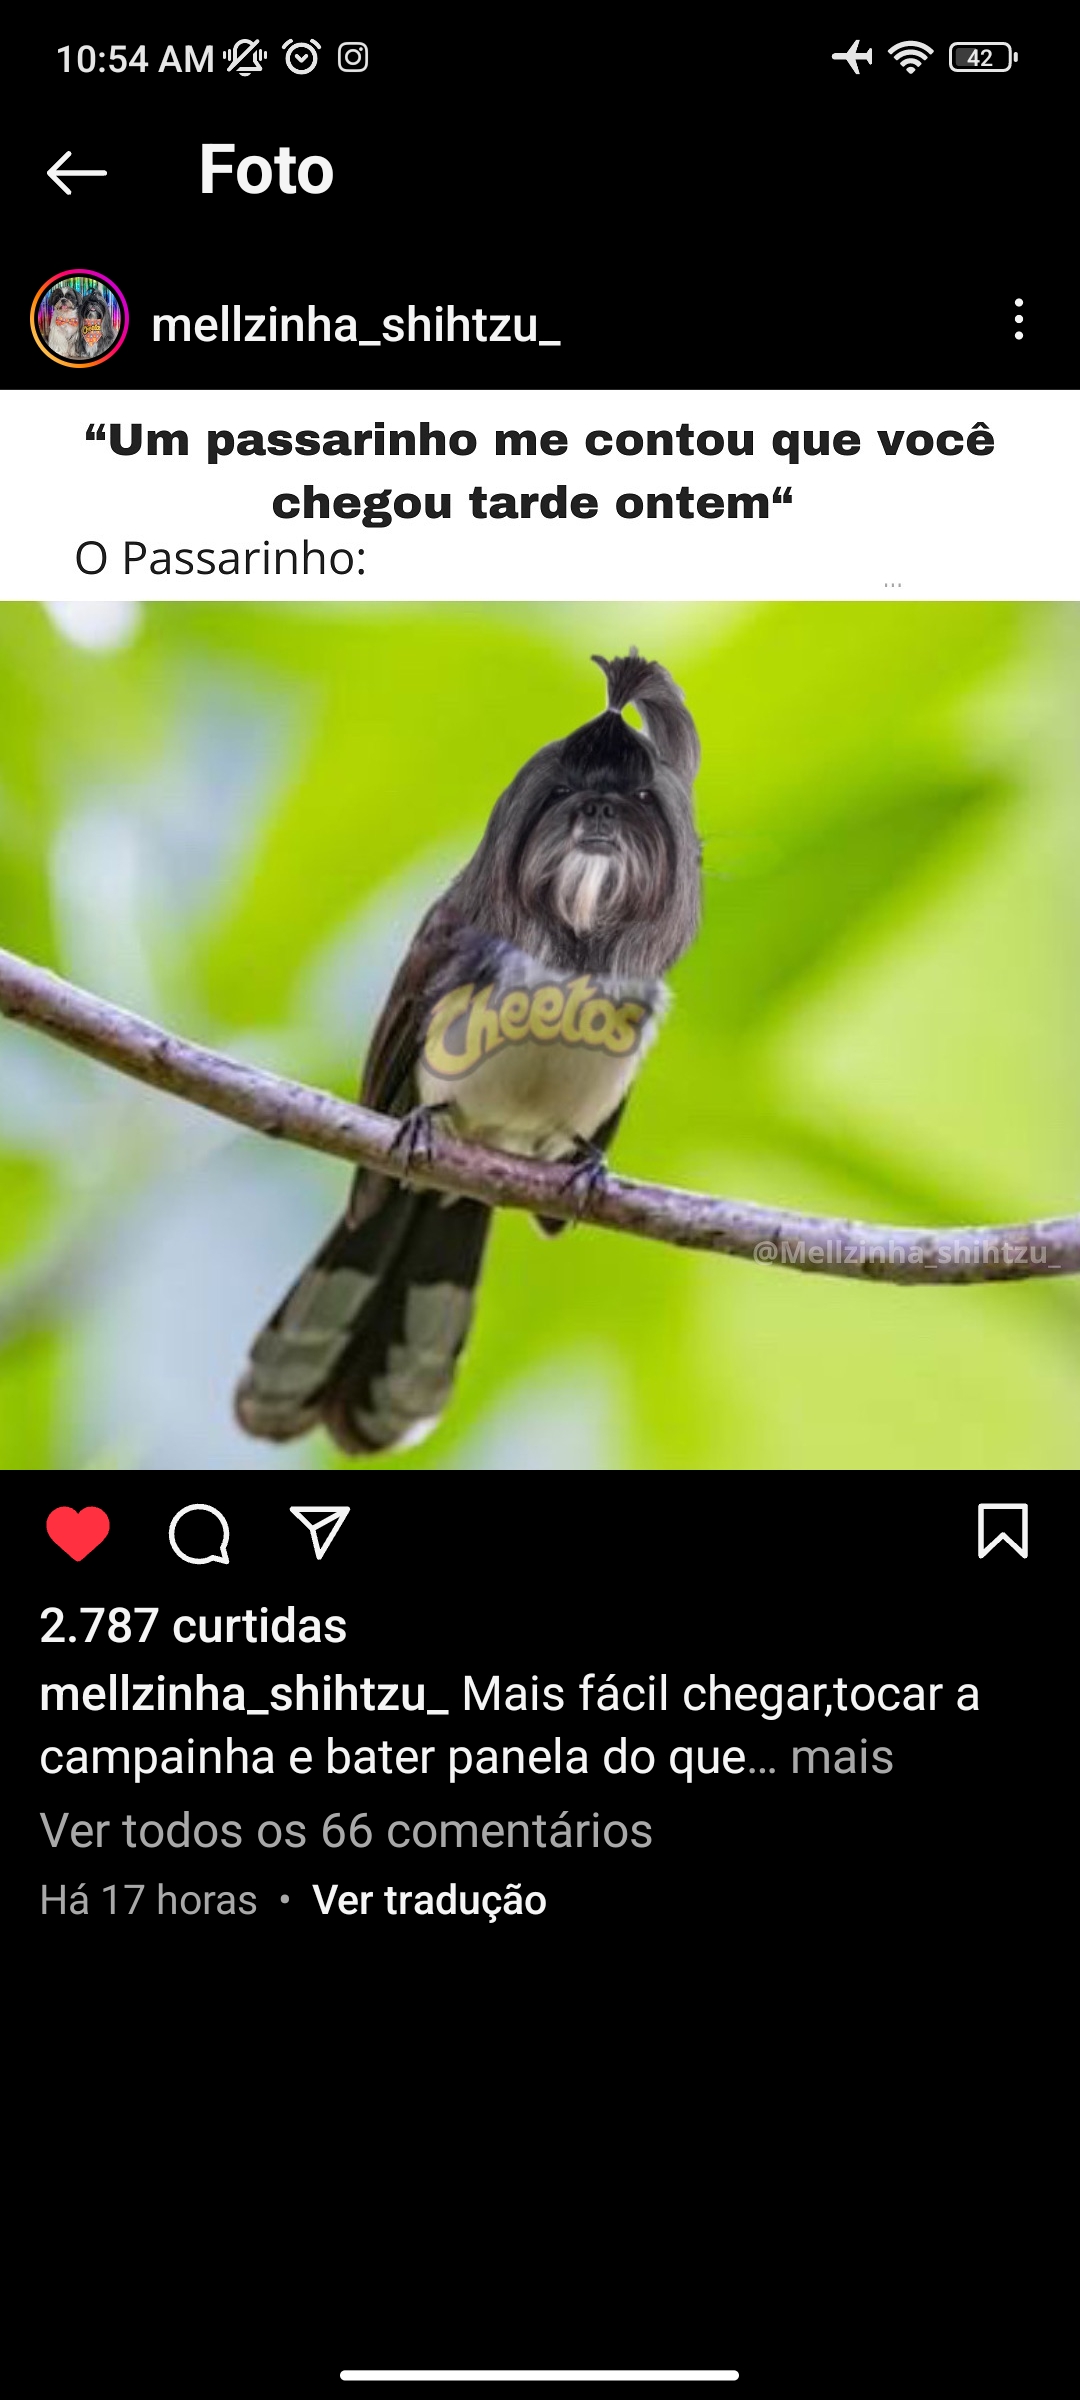 10:54 AM
42
Foto
mellzinha_shihtzu_
“Um passarinho me contou que você
chegou tarde ontem“
O Passarinho:
...
Cheetos
@Mellzinha_shihtzu_
2.787 curtidas
mellzinha_shihtzu_ Mais fácil chegar,tocar a
campainha e bater panela do que... mais
Ver todos os 66 comentários
Há 17 horas • Ver tradução